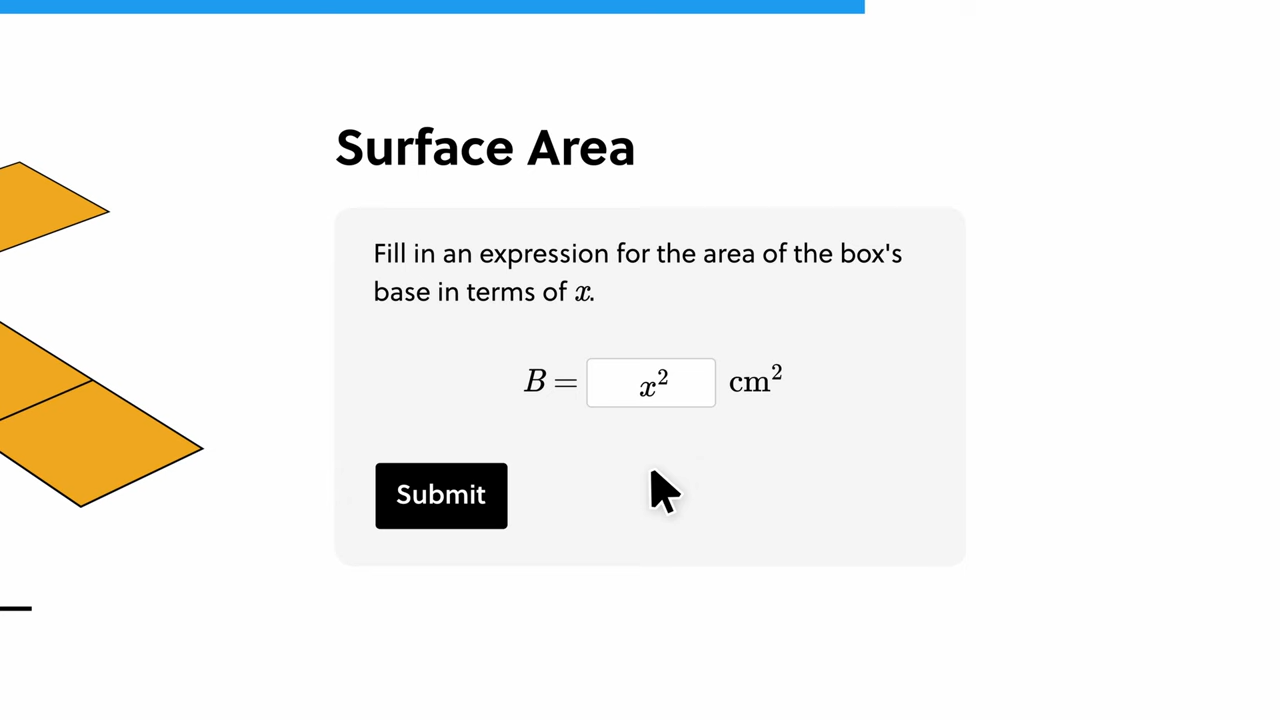 Surface Area
Fill in an expression for the area of the box's
base in terms of x.
B = x² cm²
Submit